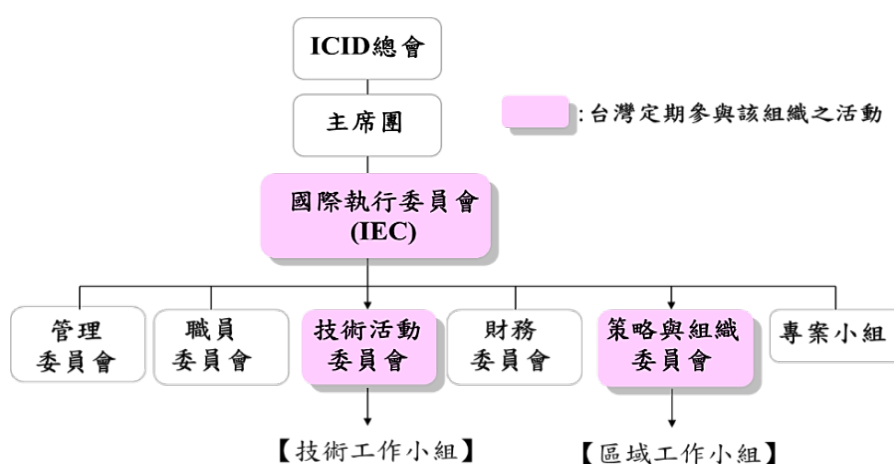 ICID總會
主席團
:台灣定期參與該組織之活動
國際執行委員會
(IEC)
管理
委員會
職員
委員會
技術活動
委員會
財務
委員會
策略與組織
委員會
專案小組
【技術工作小組】
【區域工作小組】